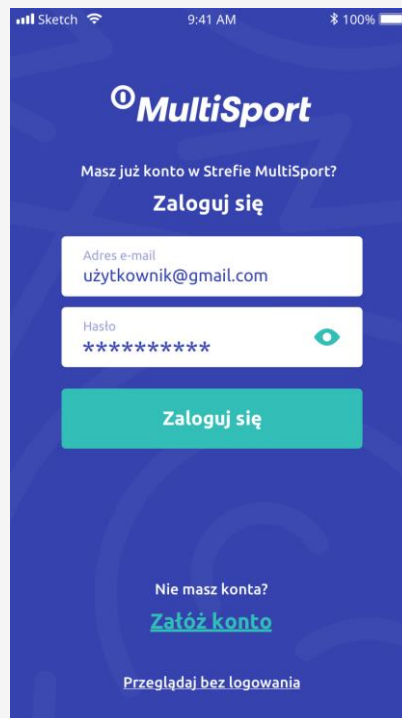 Sketch 9:41 AM 100%
MultiSport
Masz już konto w Strefie MultiSport?
Zaloguj się
Adres e-mail
użytkownik@gmail.com
Hasło
**********
Zaloguj się
Nie masz konta?
Załóż konto
Przeglądaj bez logowania